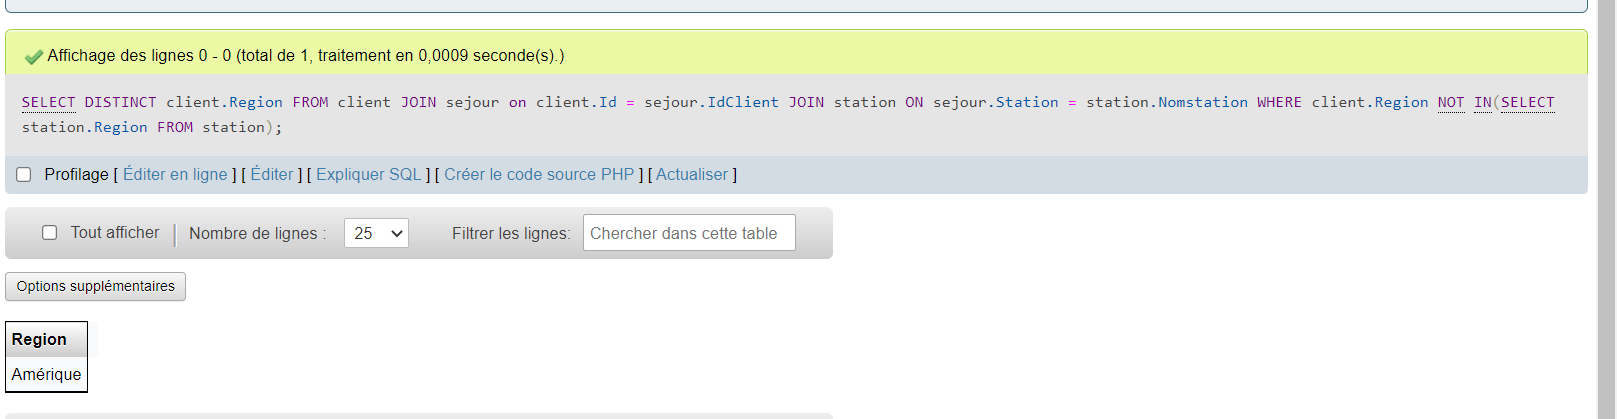 Affichage des lignes 0 - 0 (total de 1, traitement en 0,0009 seconde(s).)
SELECT DISTINCT client.Region FROM client JOIN sejour on client.Id = sejour.IdClient JOIN station ON sejour.Station = station.Nomstation WHERE client.Region NOT IN(SELECT
station.Region FROM station);
Profilage [ Éditer en ligne ] [ Éditer ] [ Expliquer SQL ] [ Créer le code source PHP ] [ Actualiser ]
Tout afficher | Nombre de lignes : 25 Filtrer les lignes: Chercher dans cette table
Options supplémentaires
Region
Amérique